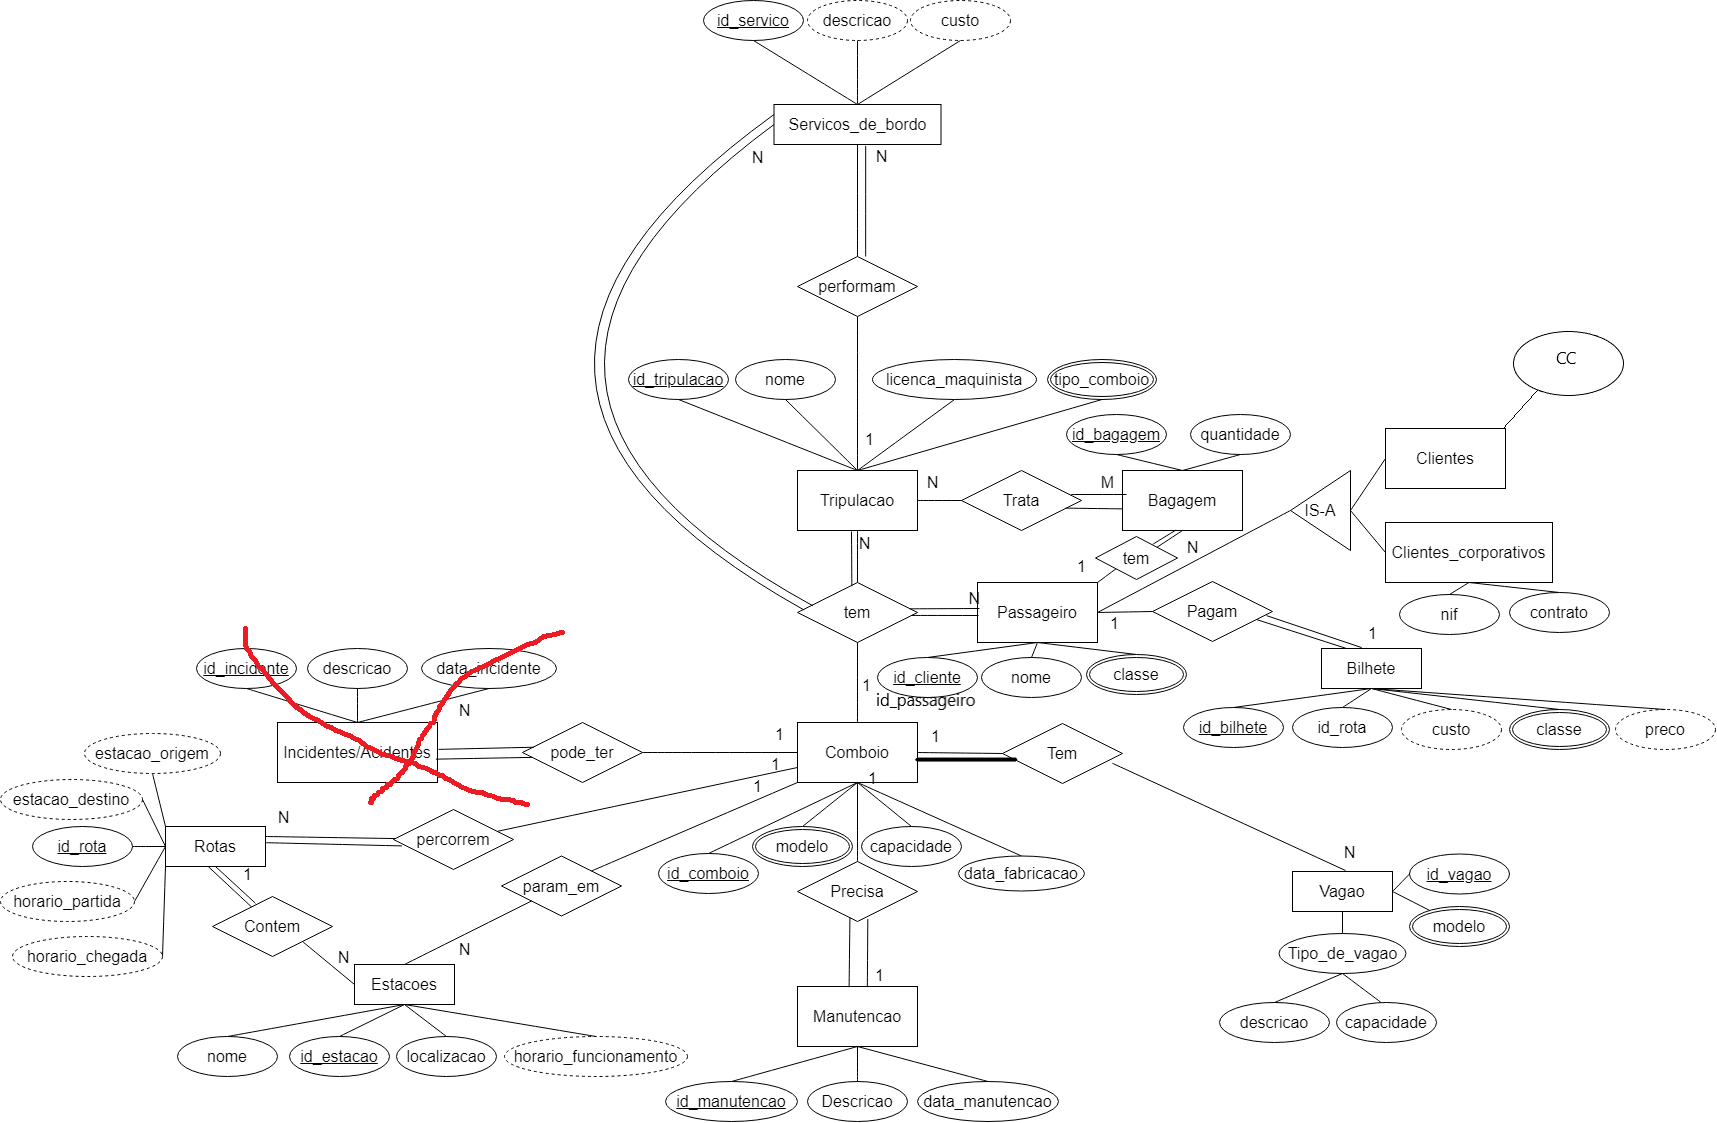 id_servico
descricao
custo
Servicos_de_bordo
N
N
performam
CC
id_tripulacao
nome
licenca_maquinista
tipo_comboio
1
id_bagagem
quantidade
Clientes
Tripulacao
N
Trata
M
Bagagem
IS-A
N
tem
N
1
Clientes_corporativos
nif
contrato
tem
N
Passageiro
1
Pagam
1
Bilhete
id_cliente
id_passageiro
nome
classe
id_bilhete
id_rota
custo
classe
preco
id_incidente
descricao
data_incidente
N
1
Incidentes/Acidentes
pode_ter
1
Comboio
1
Tem
1
1
1
estacao_origem
estacao_destino
id_rota
horario_partida
horario_chegada
Rotas
N
percorrem
1
Contem
N
param_em
N
Estacoes
nome
id_estacao
localizacao
horario_funcionamento
id_comboio
modelo
capacidade
data_fabricacao
Precisa
1
Manutencao
id_manutencao
Descricao
data_manutencao
N
Vagao
id_vagao
modelo
Tipo_de_vagao
descricao
capacidade